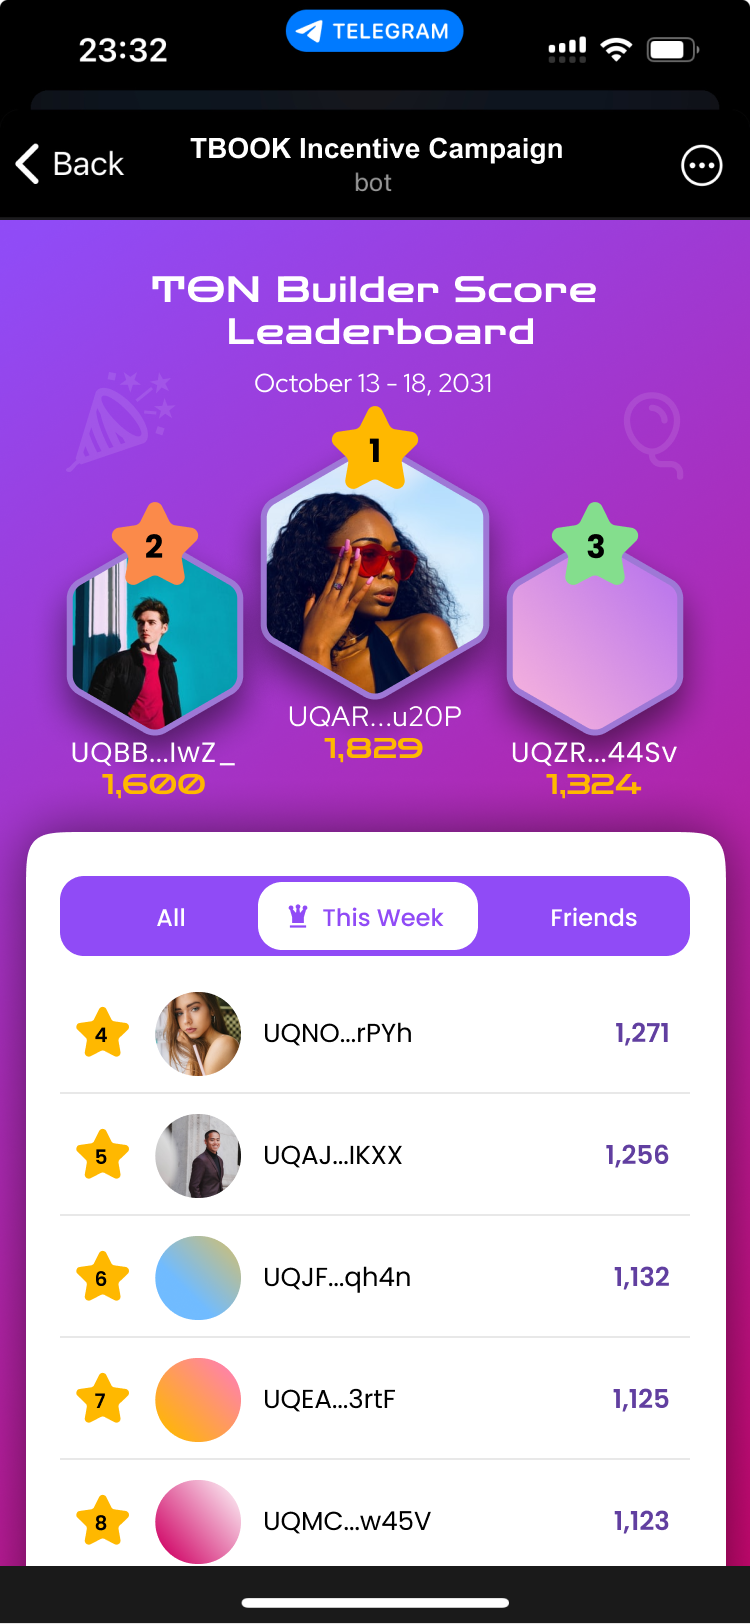 23:32
TELEGRAM
Back
TBOOK Incentive Campaign
bot
TON Builder Score
Leaderboard
October 13 - 18, 2031
1
2
3
UQAR...u20P
1,829
UQBB...IwZ_
1,600
UQZR...44Sv
1,324
All
This Week
Friends
4
UQNO...rPYh
1,271
5
UQAJ...IKXX
1,256
6
UQJF...qh4n
1,132
7
UQEA...3rtF
1,125
8
UQMC...w45V
1,123